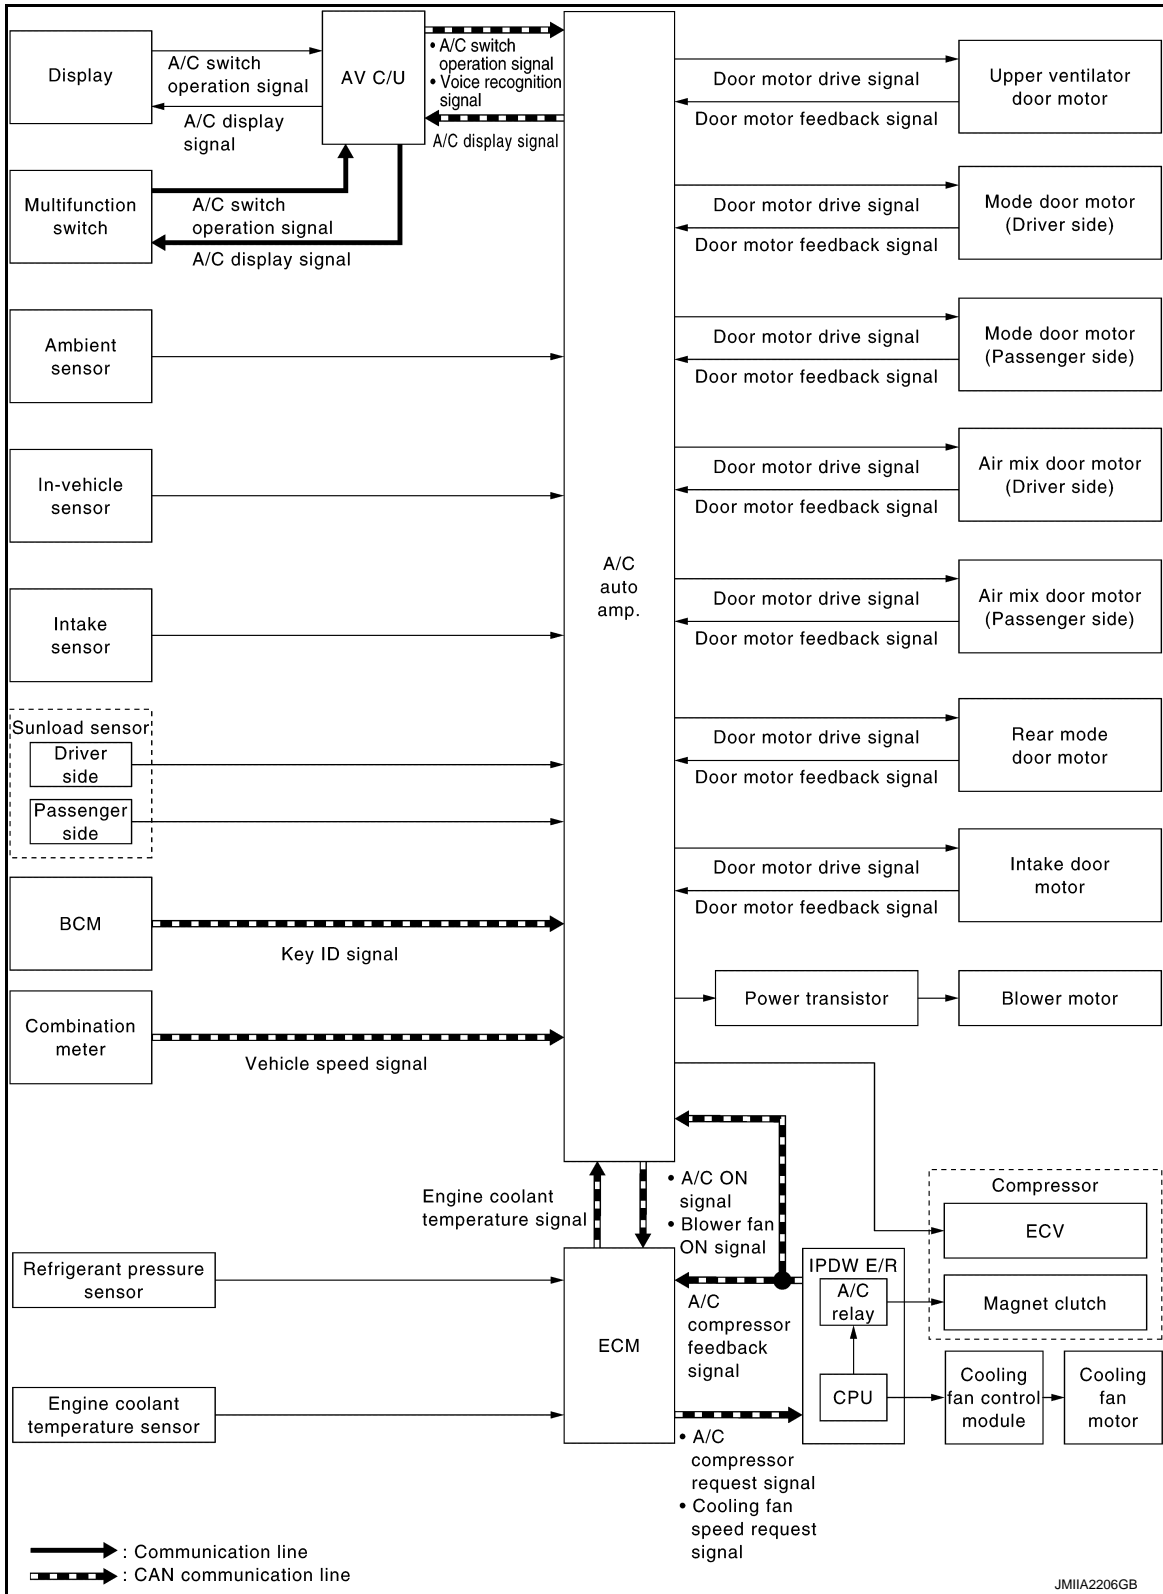 Display
A/C switch
operation signal
A/C display
signal
AV C/U
• A/C switch
operation signal
• Voice recognition
signal
A/C display signal
Multifunction
switch
A/C switch
operation signal
A/C display signal
Ambient
sensor
In-vehicle
sensor
Intake
sensor
Sunload sensor
Driver
side
Passenger
side
BCM
Key ID signal
Combination
meter
Vehicle speed signal
A/C
auto
amp.
Door motor drive signal
Door motor feedback signal
Upper ventilator
door motor
Door motor drive signal
Door motor feedback signal
Mode door motor
(Driver side)
Door motor drive signal
Door motor feedback signal
Mode door motor
(Passenger side)
Door motor drive signal
Door motor feedback signal
Air mix door motor
(Driver side)
Door motor drive signal
Door motor feedback signal
Air mix door motor
(Passenger side)
Door motor drive signal
Door motor feedback signal
Rear mode
door motor
Door motor drive signal
Door motor feedback signal
Intake door
motor
Power transistor
Blower motor
Engine coolant
temperature signal
• A/C ON
signal
• Blower fan
ON signal
Compressor
ECV
Magnet clutch
Refrigerant pressure
sensor
Engine coolant
temperature sensor
ECM
A/C
compressor
feedback
signal
IPDW E/R
A/C
relay
CPU
Cooling
fan control
module
Cooling
fan
motor
• A/C
compressor
request signal
• Cooling fan
speed request
signal
: Communication line
: CAN communication line
JMIIA2206GB